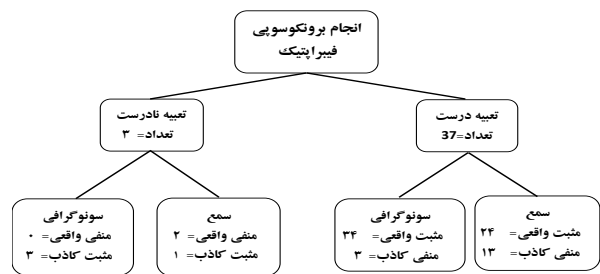 انجام برونکوسوپی
فیبراپتیک
تعبیه درست
تعداد=37
تعبیه نادرست
تعداد= ۳
سمع
مثبت واقعی= ۲۴
منفی کاذب= ۱۳
سونوگرافی
مثبت واقعی= ۳۴
منفی کاذب= ۳
سمع
منفی واقعی= ۲
مثبت کاذب= ۱
سونوگرافی
منفی واقعی= ۰
مثبت کاذب= ۳